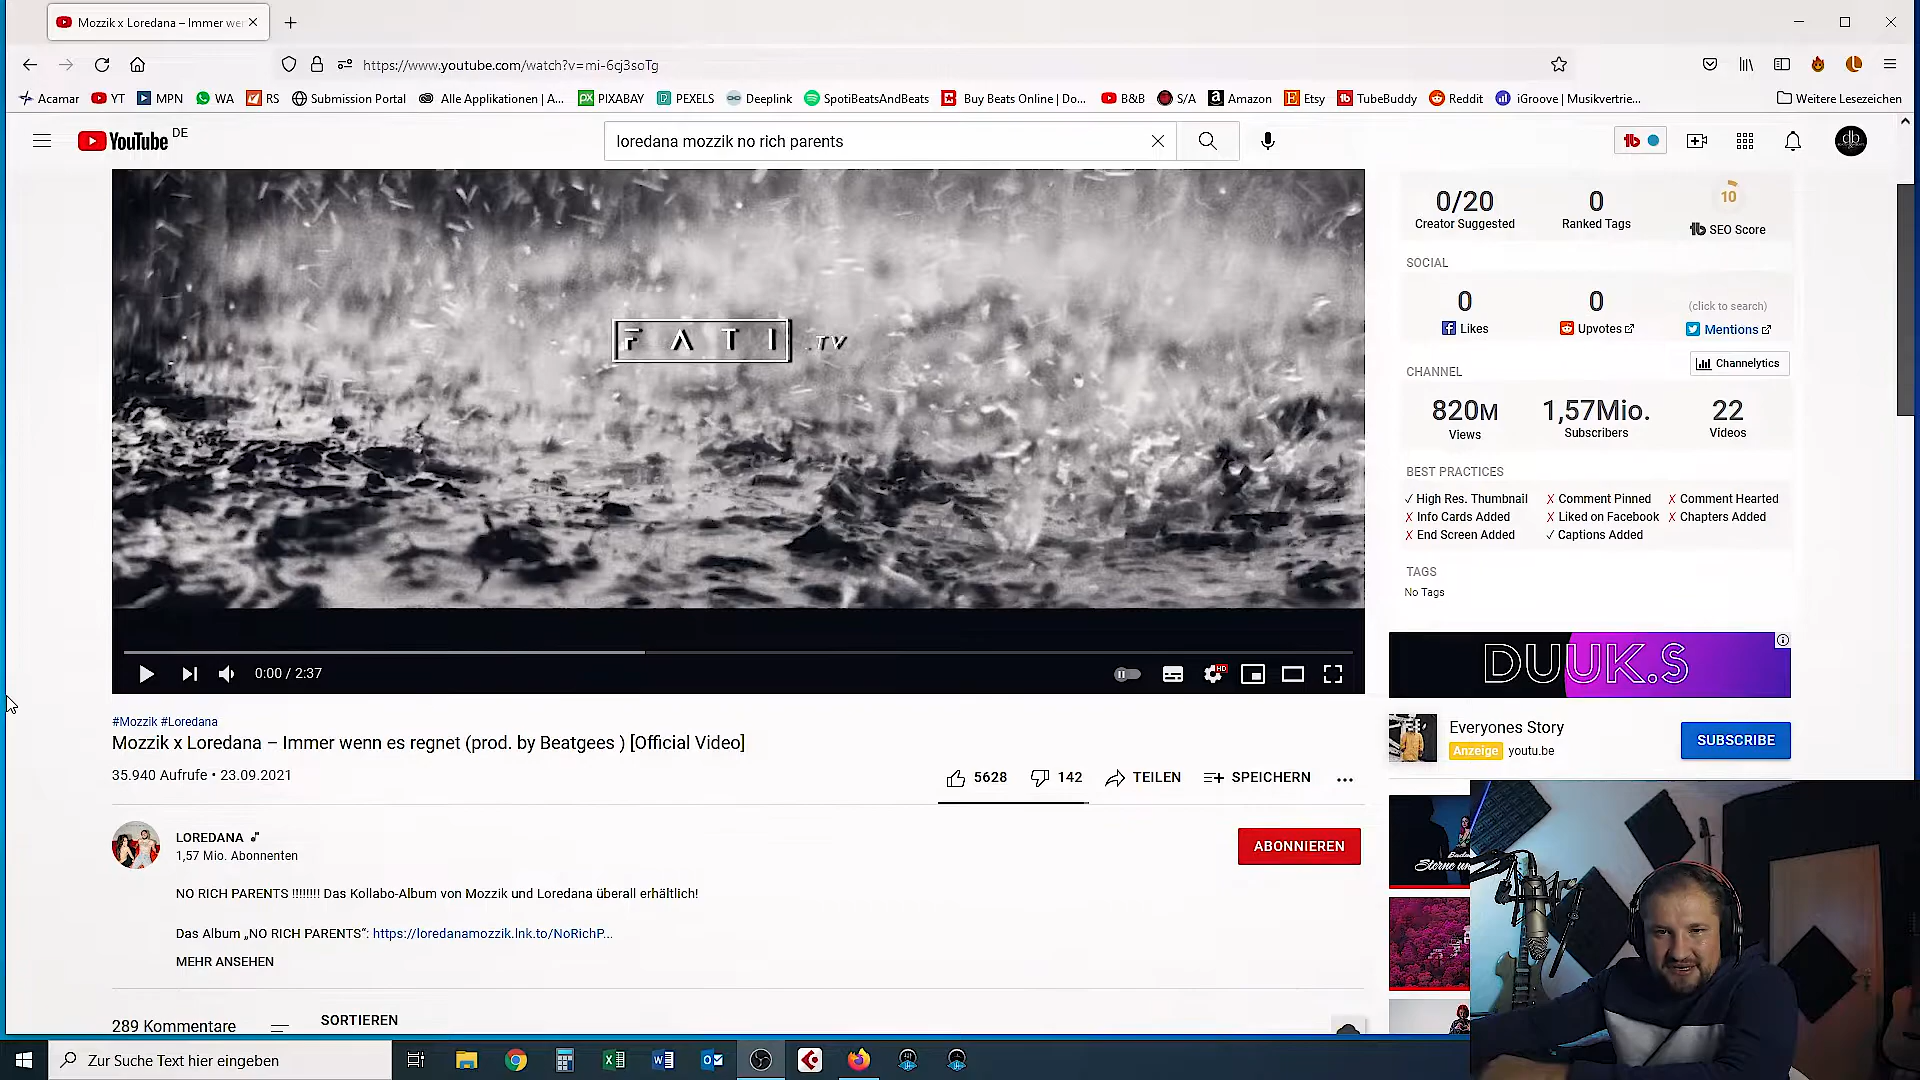 Mozzik x Loredana – Immer we
https://www.youtube.com/watch?v=mi-6cj3soTg
Acamar YT MPN WA RS Submission Portal Alle Applikationen | A... PIXABAY PEXELS Deeplink SpotiBeatsAndBeats Buy Beats Online | Do... B&B S/A Amazon Etsy TubeBuddy Reddit iGroove | Musikvertrie... Weitere Lesezeichen
YouTube DE
loredana mozzik no rich parents
FATI.TV
0:00 / 2:37
HD
#Mozzik #Loredana
Mozzik x Loredana – Immer wenn es regnet (prod. by Beatgees ) [Official Video]
35.940 Aufrufe • 23.09.2021
5628 142 TEILEN SPEICHERN
LOREDANA
1,57 Mio. Abonnenten
ABONNIEREN
NO RICH PARENTS !!!!!!!! Das Kollabo-Album von Mozzik und Loredana überall erhältlich!
Das Album „NO RICH PARENTS“: https://loredanamozzik.lnk.to/NoRichP...
MEHR ANSEHEN
289 Kommentare
SORTIEREN
0/20 0 10
Creator Suggested Ranked Tags SEO Score
SOCIAL
0 0 (click to search)
Likes Upvotes Mentions
CHANNEL Channelytics
820M 1,57Mio. 22
Views Subscribers Videos
BEST PRACTICES
✓ High Res. Thumbnail X Comment Pinned X Comment Hearted
X Info Cards Added X Liked on Facebook X Chapters Added
X End Screen Added ✓ Captions Added
TAGS
No Tags
DUUK.S
Everyones Story
Anzeige youtu.be
SUBSCRIBE
Zur Suche Text hier eingeben